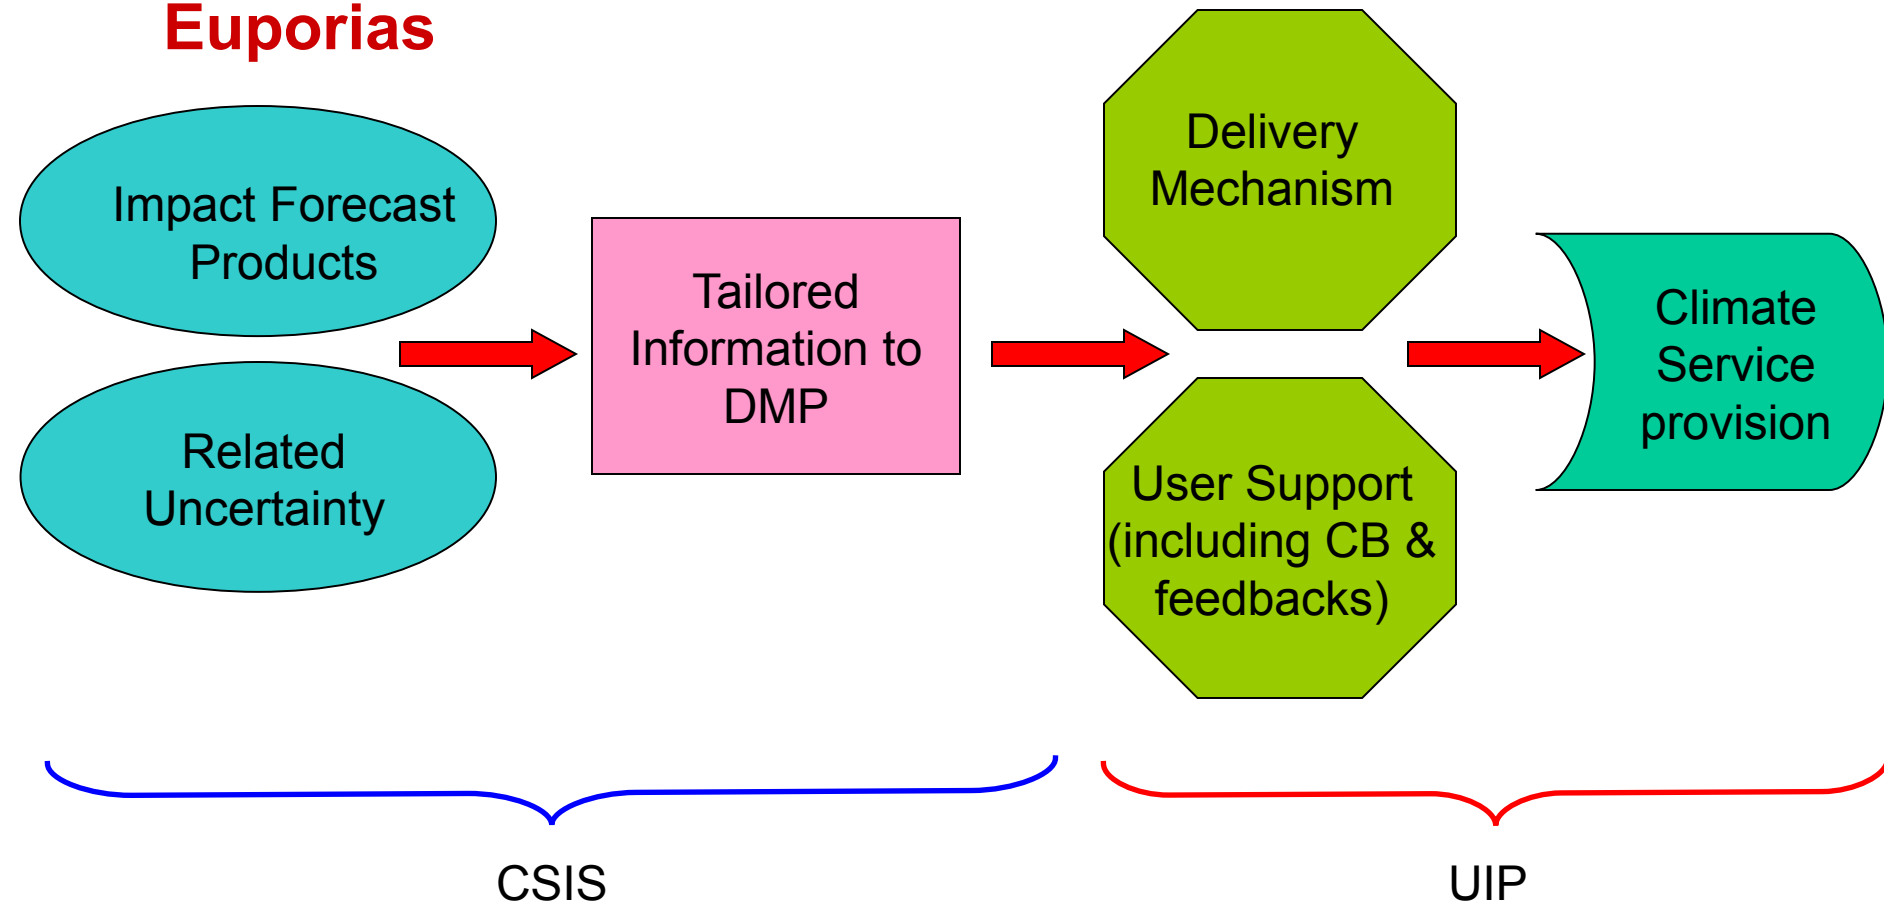 Euporias
Impact Forecast
Products
Related
Uncertainty
Tailored
Information to
DMP
Delivery
Mechanism
User Support
(including CB &
feedbacks)
Climate
Service
provision
CSIS
UIP